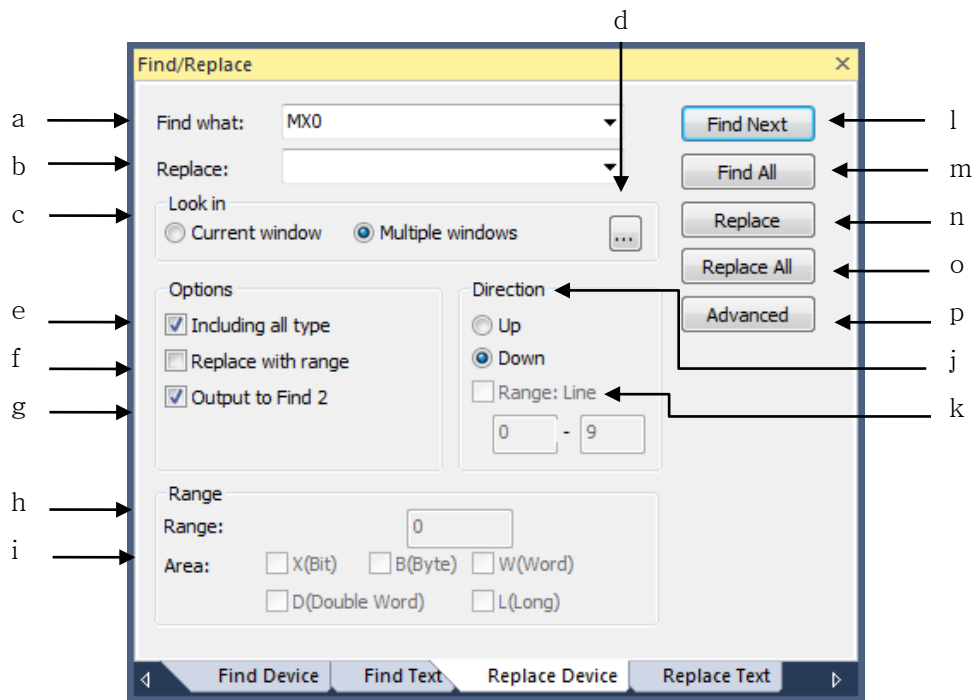 d
Find/Replace
a
Find what:
MX0
Find Next
l
b
Replace:
Find All
m
c
Look in
Current window
Multiple windows
...
Replace
n
Replace All
o
Options
Direction
Advanced
p
e
Including all type
Up
f
Replace with range
Down
j
g
Output to Find 2
Range: Line
k
0 - 9
h
Range
Range:
0
i
Area:
X(Bit)
B(Byte)
W(Word)
D(Double Word)
L(Long)
Find Device
Find Text
Replace Device
Replace Text